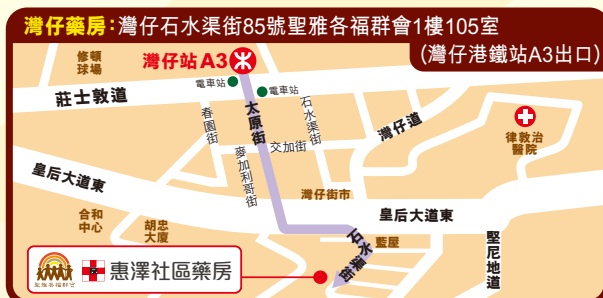 灣仔藥房:灣仔石水渠街85號聖雅各福群會1樓105室
(灣仔港鐵站A3出口)
修頓
球場
灣仔站A3
電車站
電車站
莊士敦道
春園街
太原街
石水渠街
灣仔道
律敦治
醫院
交加街
麥加利哥街
皇后大道東
灣仔街市
合和
中心
胡忠
大廈
皇后大道東
石水渠街
藍屋
堅尼地道
聖雅各福群會
惠澤社區藥房